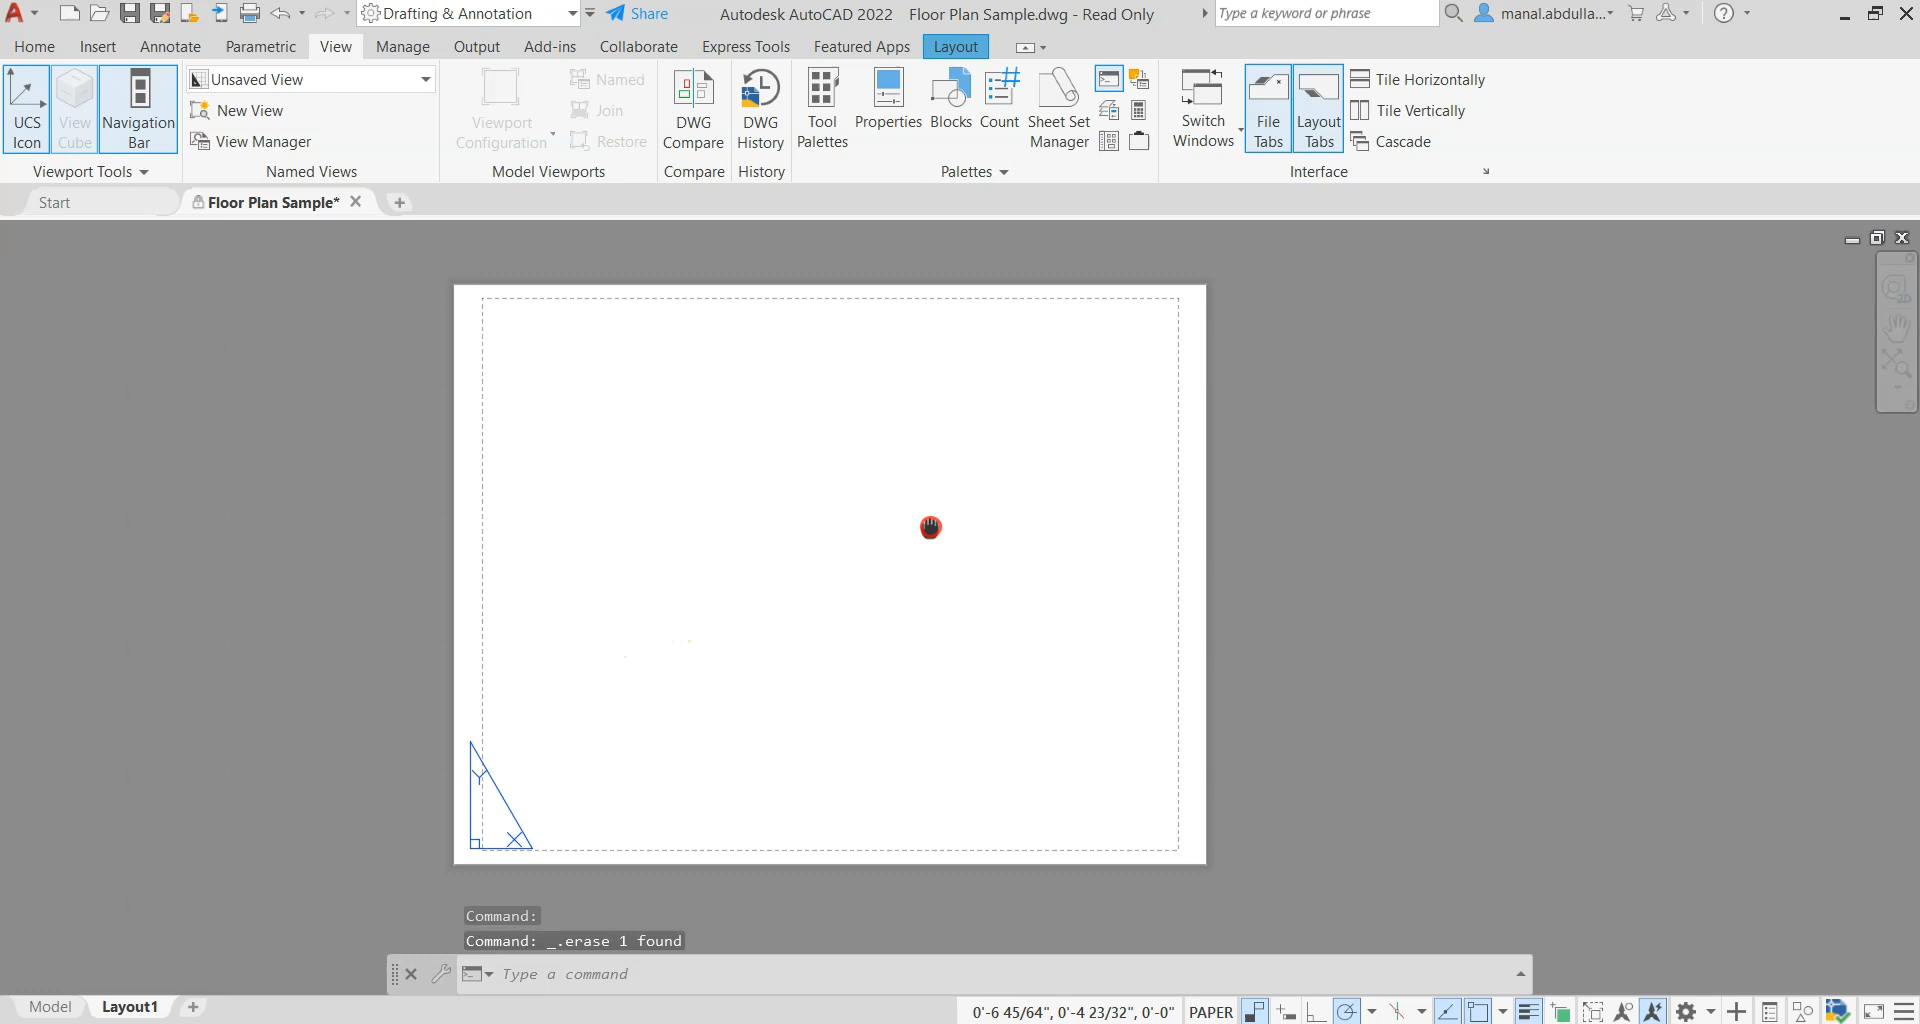 Drafting & Annotation Share Autodesk AutoCAD 2022 Floor Plan Sample.dwg - Read Only Type a keyword or phrase manal.abdulla...
Home Insert Annotate Parametric View Manage Output Add-ins Collaborate Express Tools Featured Apps Layout
Unsaved View Named Tile Horizontally
New View Join Tile Vertically
UCS Icon View Cube Navigation Bar View Manager Viewport Configuration Restore DWG Compare DWG History Tool Palettes Properties Blocks Count Sheet Set Manager Switch Windows File Tabs Layout Tabs Cascade
Viewport Tools Named Views Model Viewports Compare History Palettes Interface
Start Floor Plan Sample*
2D
Y
X
Command:
Command: _.erase 1 found
Type a command
Model Layout1 0'-6 45/64", 0'-4 23/32", 0'-0" PAPER